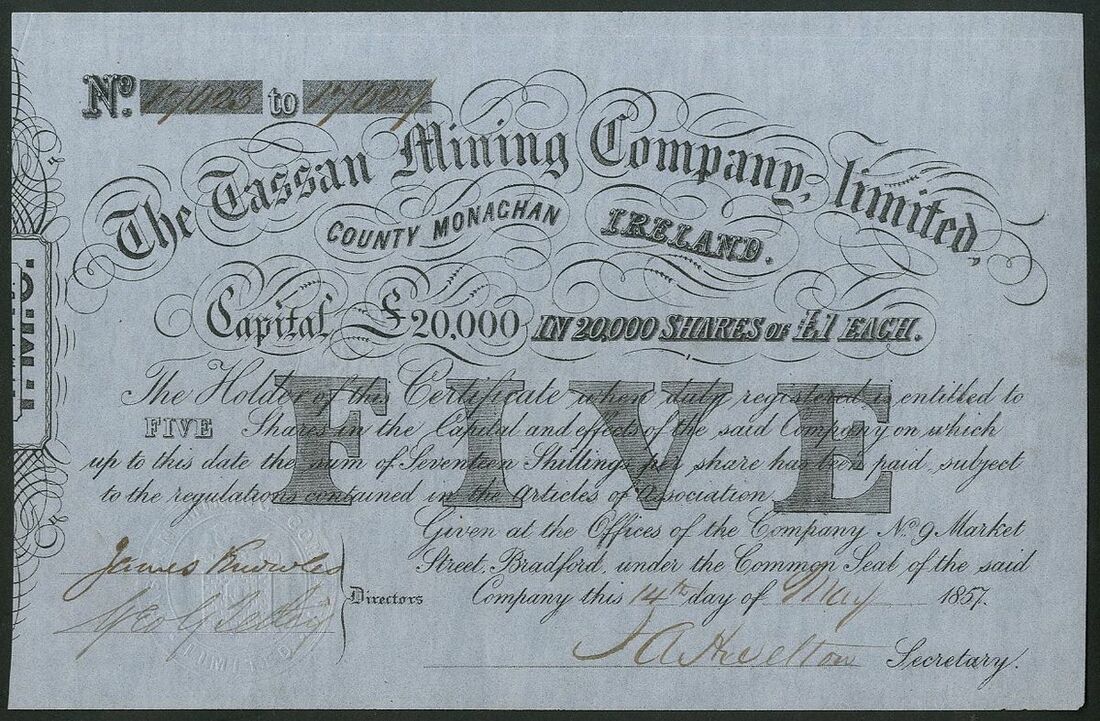 No. 17023 to 17027
The Tassan Mining Company, limited,
COUNTY MONAGHAN IRELAND.
Capital £20,000 IN 20,000 SHARES OF £1 EACH.
FIVE
The Holder of this Certificate when duly registered is entitled to
FIVE Shares in the Capital and effects of the said Company on which
up to this date the sum of Seventeen Shillings per share has been paid, subject
to the regulations contained in the Articles of Association.
Given at the Offices of the Company No. 9 Market
Street, Bradford, under the Common Seal of the said
Company this 14th day of May 1857.
James Knowles
Directors
Secretary.